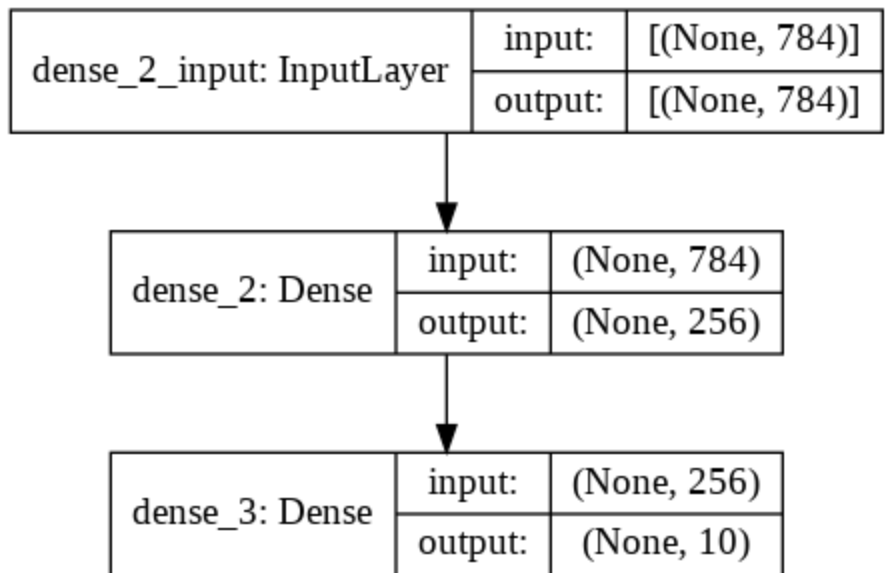 dense_2_input: InputLayer
input: [(None, 784)]
output: [(None, 784)]
dense_2: Dense
input: (None, 784)
output: (None, 256)
dense_3: Dense
input: (None, 256)
output: (None, 10)